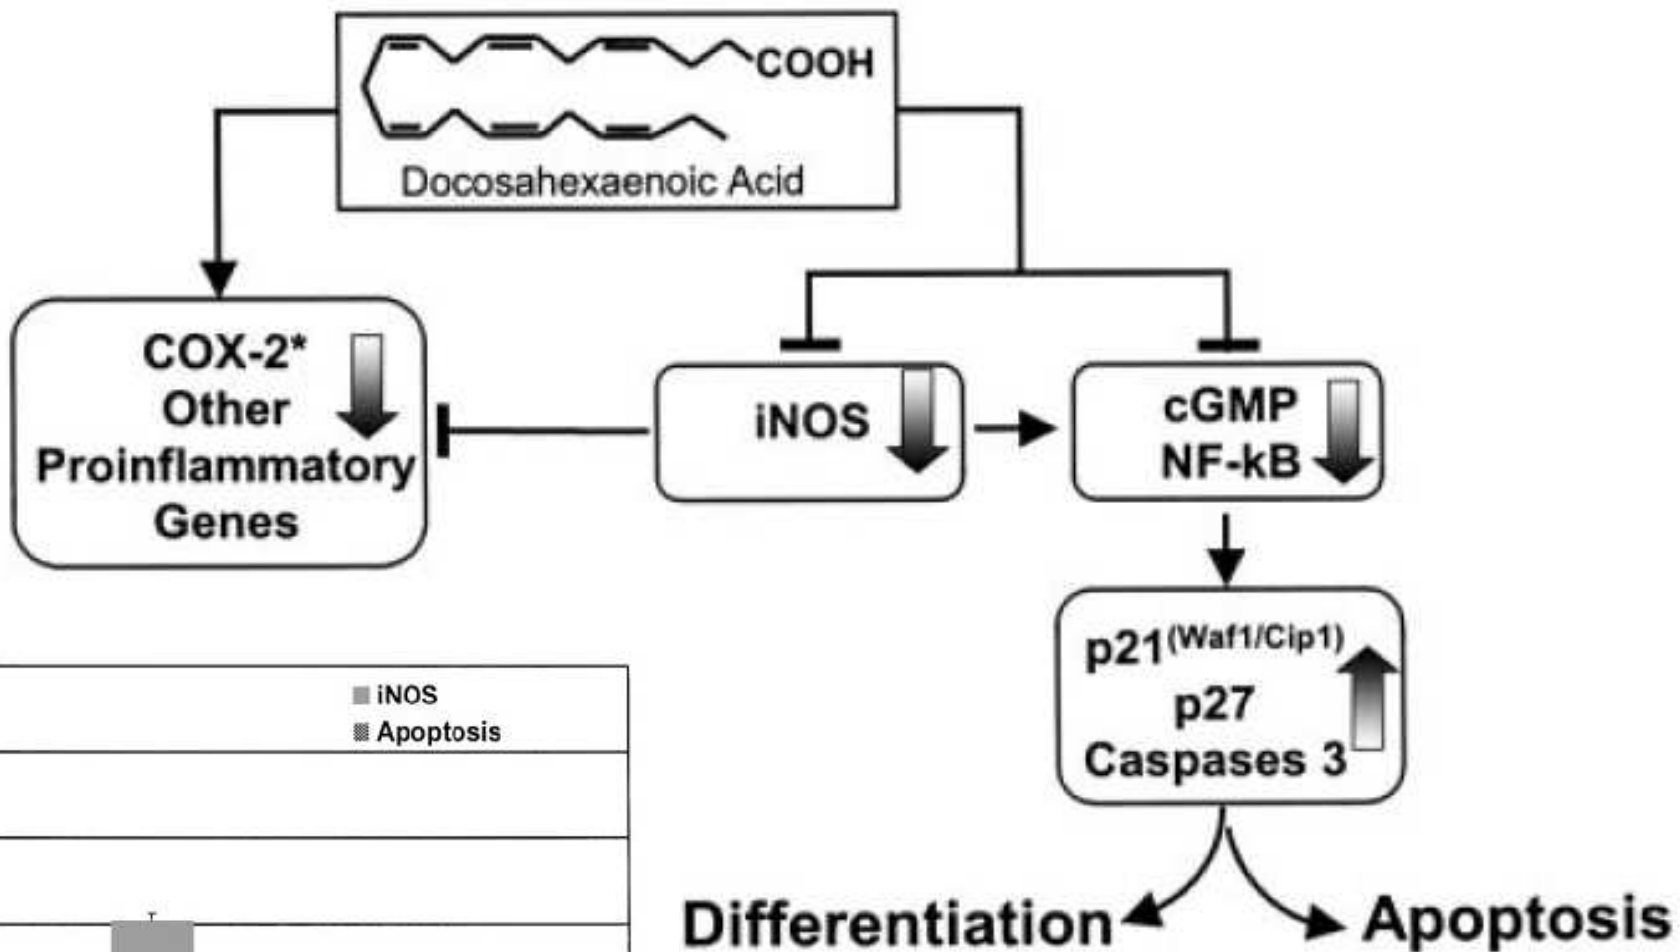 COOH
Docosahexaenoic Acid
COX-2*
Other
Proinflammatory
Genes
iNOS
cGMP
NF-kB
p21(Waf1/Cip1)
p27
Caspases 3
iNOS
Apoptosis
Differentiation
Apoptosis